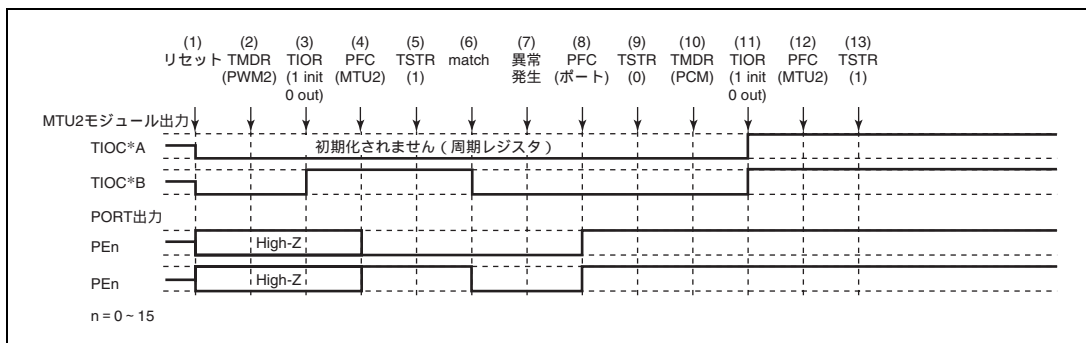 (1) (2) (3) (4) (5) (6) (7) (8) (9) (10) (11) (12) (13)
リセット TMDR TIOR PFC TSTR match 異常 PFC TSTR TMDR TIOR PFC TSTR
(PWM2) (1 init (MTU2) (1) 発生 (ポート) (0) (PCM) (1 init (MTU2) (1)
0 out) 0 out)
MTU2モジュール出力
TIOC*A 初期化されません ( 周期レジスタ )
TIOC*B
PORT出力
PEn High-Z
PEn High-Z
n = 0 ~ 15